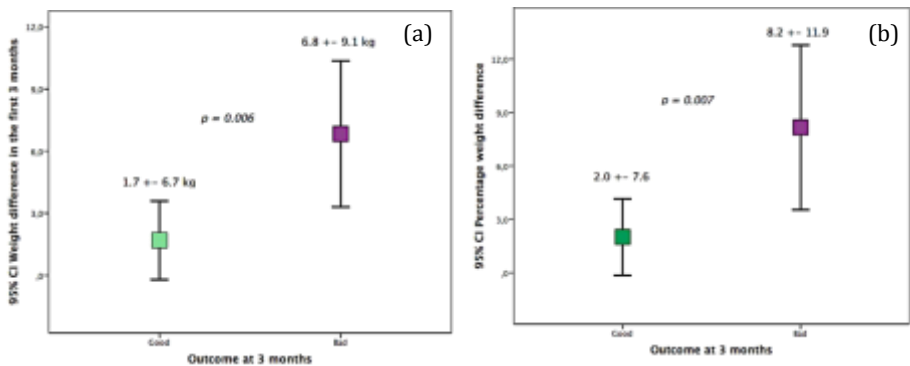 (a)
95% CI Weight difference in the first 3 months
12,0
9,0
6,0
3,0
,0
6.8 +- 9.1 kg
p = 0.006
1.7 +- 6.7 kg
Good
Bad
Outcome at 3 months
(b)
95% CI Percentage weight difference
12,0
9,0
6,0
3,0
,0
8.2 +- 11.9
p = 0.007
2.0 +- 7.6
Good
Bad
Outcome at 3 months